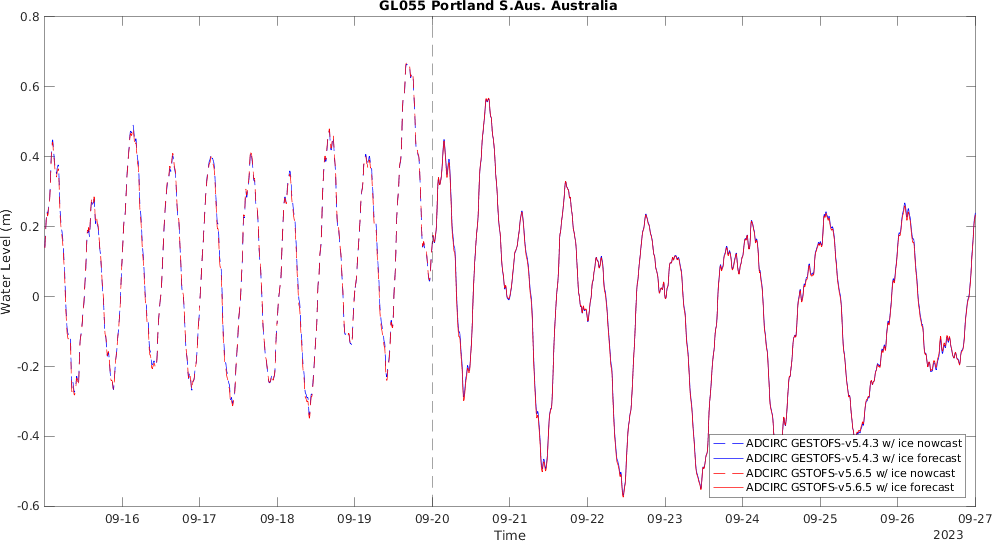 GL055 Portland S.Aus. Australia
0.8
0.6
0.4
0.2
0
-0.2
-0.4
-0.6
Water Level (m)
ADCIRC GESTOFS-v5.4.3 w/ ice nowcast
ADCIRC GESTOFS-v5.4.3 w/ ice forecast
ADCIRC GSTOFS-v5.6.5 w/ ice nowcast
ADCIRC GSTOFS-v5.6.5 w/ ice forecast
09-16 09-17 09-18 09-19 09-20 09-21 09-22 09-23 09-24 09-25 09-26 09-27
Time
2023